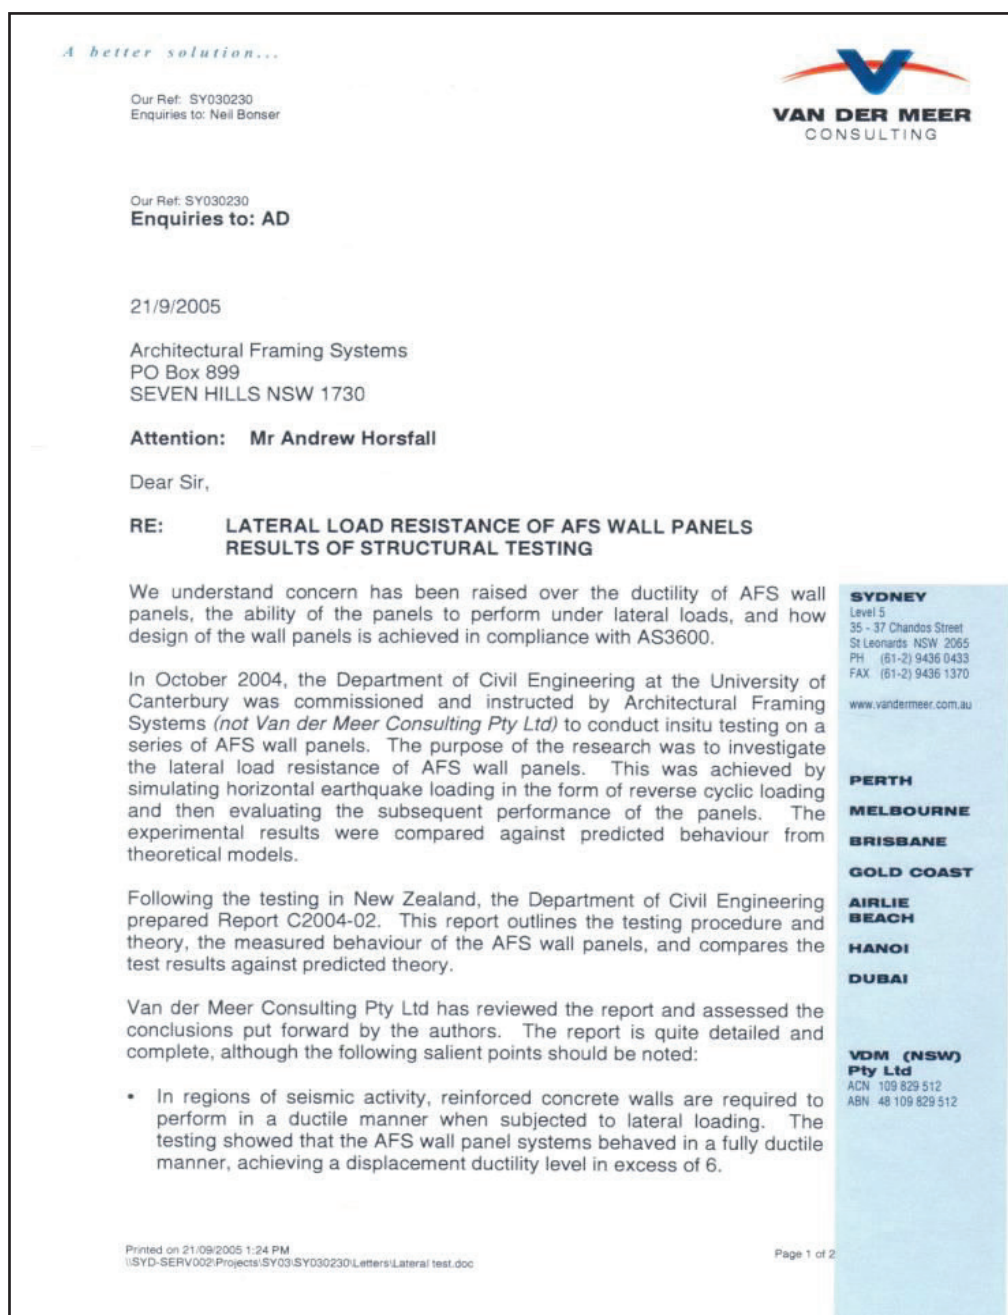 A better solution...
Our Ref: SY030230
Enquiries to: Neil Bonser
VAN DER MEER
CONSULTING
Our Ref: SY030230
Enquiries to: AD
21/9/2005
Architectural Framing Systems
PO Box 899
SEVEN HILLS NSW 1730
Attention: Mr Andrew Horsfall
Dear Sir,
RE: LATERAL LOAD RESISTANCE OF AFS WALL PANELS
RESULTS OF STRUCTURAL TESTING
We understand concern has been raised over the ductility of AFS wall
panels, the ability of the panels to perform under lateral loads, and how
design of the wall panels is achieved in compliance with AS3600.
In October 2004, the Department of Civil Engineering at the University of
Canterbury was commissioned and instructed by Architectural Framing
Systems (not Van der Meer Consulting Pty Ltd) to conduct insitu testing on a
series of AFS wall panels. The purpose of the research was to investigate
the lateral load resistance of AFS wall panels. This was achieved by
simulating horizontal earthquake loading in the form of reverse cyclic loading
and then evaluating the subsequent performance of the panels. The
experimental results were compared against predicted behaviour from
theoretical models.
Following the testing in New Zealand, the Department of Civil Engineering
prepared Report C2004-02. This report outlines the testing procedure and
theory, the measured behaviour of the AFS wall panels, and compares the
test results against predicted theory.
Van der Meer Consulting Pty Ltd has reviewed the report and assessed the
conclusions put forward by the authors. The report is quite detailed and
complete, although the following salient points should be noted:
• In regions of seismic activity, reinforced concrete walls are required to
perform in a ductile manner when subjected to lateral loading. The
testing showed that the AFS wall panel systems behaved in a fully ductile
manner, achieving a displacement ductility level in excess of 6.
SYDNEY
Level 5
35 - 37 Chandos Street
St Leonards NSW 2065
PH (61-2) 9436 0433
FAX (61-2) 9436 1370
www.vandermeer.com.au
PERTH
MELBOURNE
BRISBANE
GOLD COAST
AIRLIE
BEACH
HANOI
DUBAI
VDM (NSW)
Pty Ltd
ACN 109 829 512
ABN 48 109 829 512
Printed on 21/09/2005 1:24 PM
\\SYD-SERV002\Projects\SY03\SY030230\Letters\Lateral test.doc
Page 1 of 2